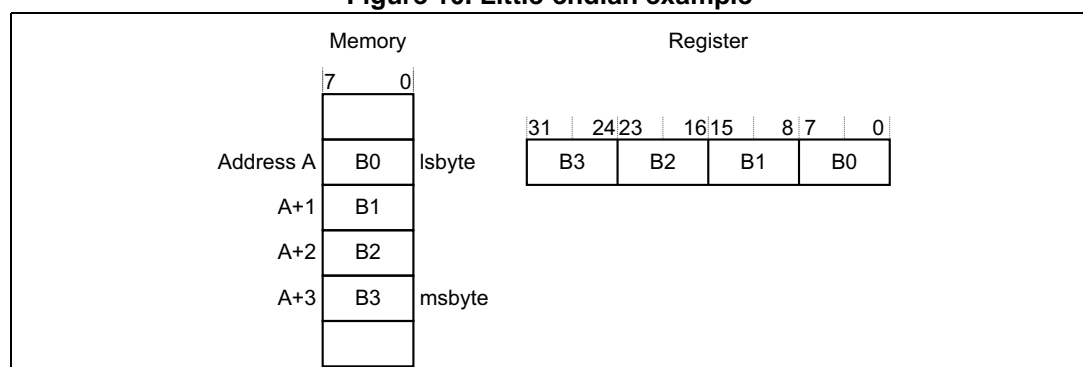 Figure 10. Little-endian example
Memory
Register
7 0
31 24 23 16 15 8 7 0
Address A B0 lsbyte
B3 B2 B1 B0
A+1 B1
A+2 B2
A+3 B3 msbyte